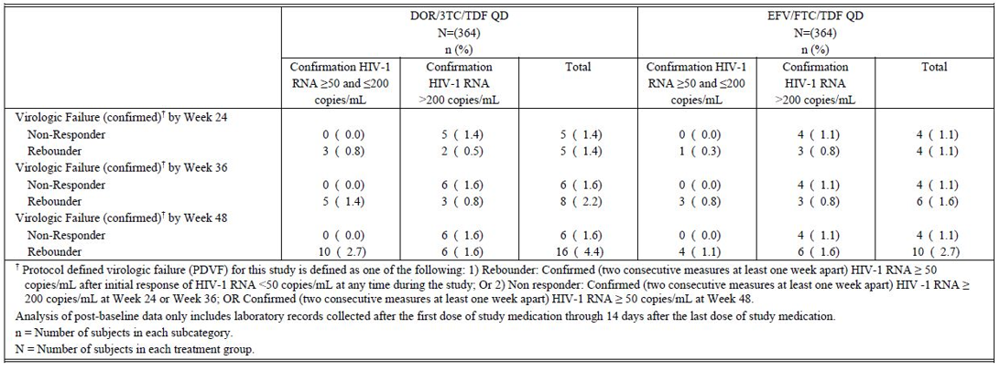 DOR/3TC/TDF QD EFV/FTC/TDF QD
N=(364) N=(364)
n (%) n (%)
Confirmation HIV-1 Confirmation Total Confirmation HIV-1 Confirmation Total
RNA ≥50 and ≤200 HIV-1 RNA RNA ≥50 and ≤200 HIV-1 RNA
copies/mL >200 copies/mL copies/mL >200 copies/mL
Virologic Failure (confirmed)† by Week 24
Non-Responder 0 ( 0.0) 5 ( 1.4) 5 ( 1.4) 0 ( 0.0) 4 ( 1.1) 4 ( 1.1)
Rebounder 3 ( 0.8) 2 ( 0.5) 5 ( 1.4) 1 ( 0.3) 3 ( 0.8) 4 ( 1.1)
Virologic Failure (confirmed)† by Week 36
Non-Responder 0 ( 0.0) 6 ( 1.6) 6 ( 1.6) 0 ( 0.0) 4 ( 1.1) 4 ( 1.1)
Rebounder 5 ( 1.4) 3 ( 0.8) 8 ( 2.2) 3 ( 0.8) 3 ( 0.8) 6 ( 1.6)
Virologic Failure (confirmed)† by Week 48
Non-Responder 0 ( 0.0) 6 ( 1.6) 6 ( 1.6) 0 ( 0.0) 4 ( 1.1) 4 ( 1.1)
Rebounder 10 ( 2.7) 6 ( 1.6) 16 ( 4.4) 4 ( 1.1) 6 ( 1.6) 10 ( 2.7)
† Protocol defined virologic failure (PDVF) for this study is defined as one of the following: 1) Rebounder: Confirmed (two consecutive measures at least one week apart) HIV-1 RNA ≥ 50
copies/mL after initial response of HIV-1 RNA <50 copies/mL at any time during the study; Or 2) Non responder: Confirmed (two consecutive measures at least one week apart) HIV -1 RNA ≥
200 copies/mL at Week 24 or Week 36; OR Confirmed (two consecutive measures at least one week apart) HIV-1 RNA ≥ 50 copies/mL at Week 48.
Analysis of post-baseline data only includes laboratory records collected after the first dose of study medication through 14 days after the last dose of study medication.
n = Number of subjects in each subcategory.
N = Number of subjects in each treatment group.